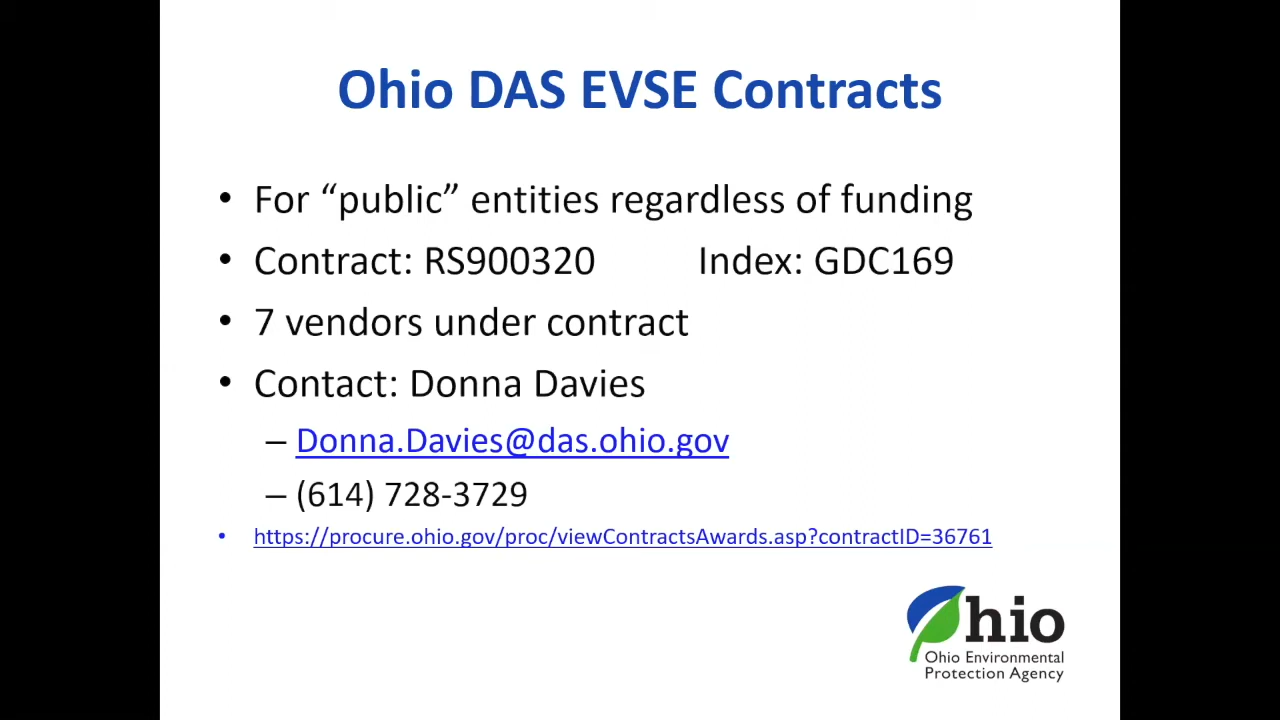 Ohio DAS EVSE Contracts
• For “public” entities regardless of funding
• Contract: RS900320 Index: GDC169
• 7 vendors under contract
• Contact: Donna Davies
– Donna.Davies@das.ohio.gov
– (614) 728-3729
• https://procure.ohio.gov/proc/viewContractsAwards.asp?contractID=36761
Ohio
Ohio Environmental
Protection Agency